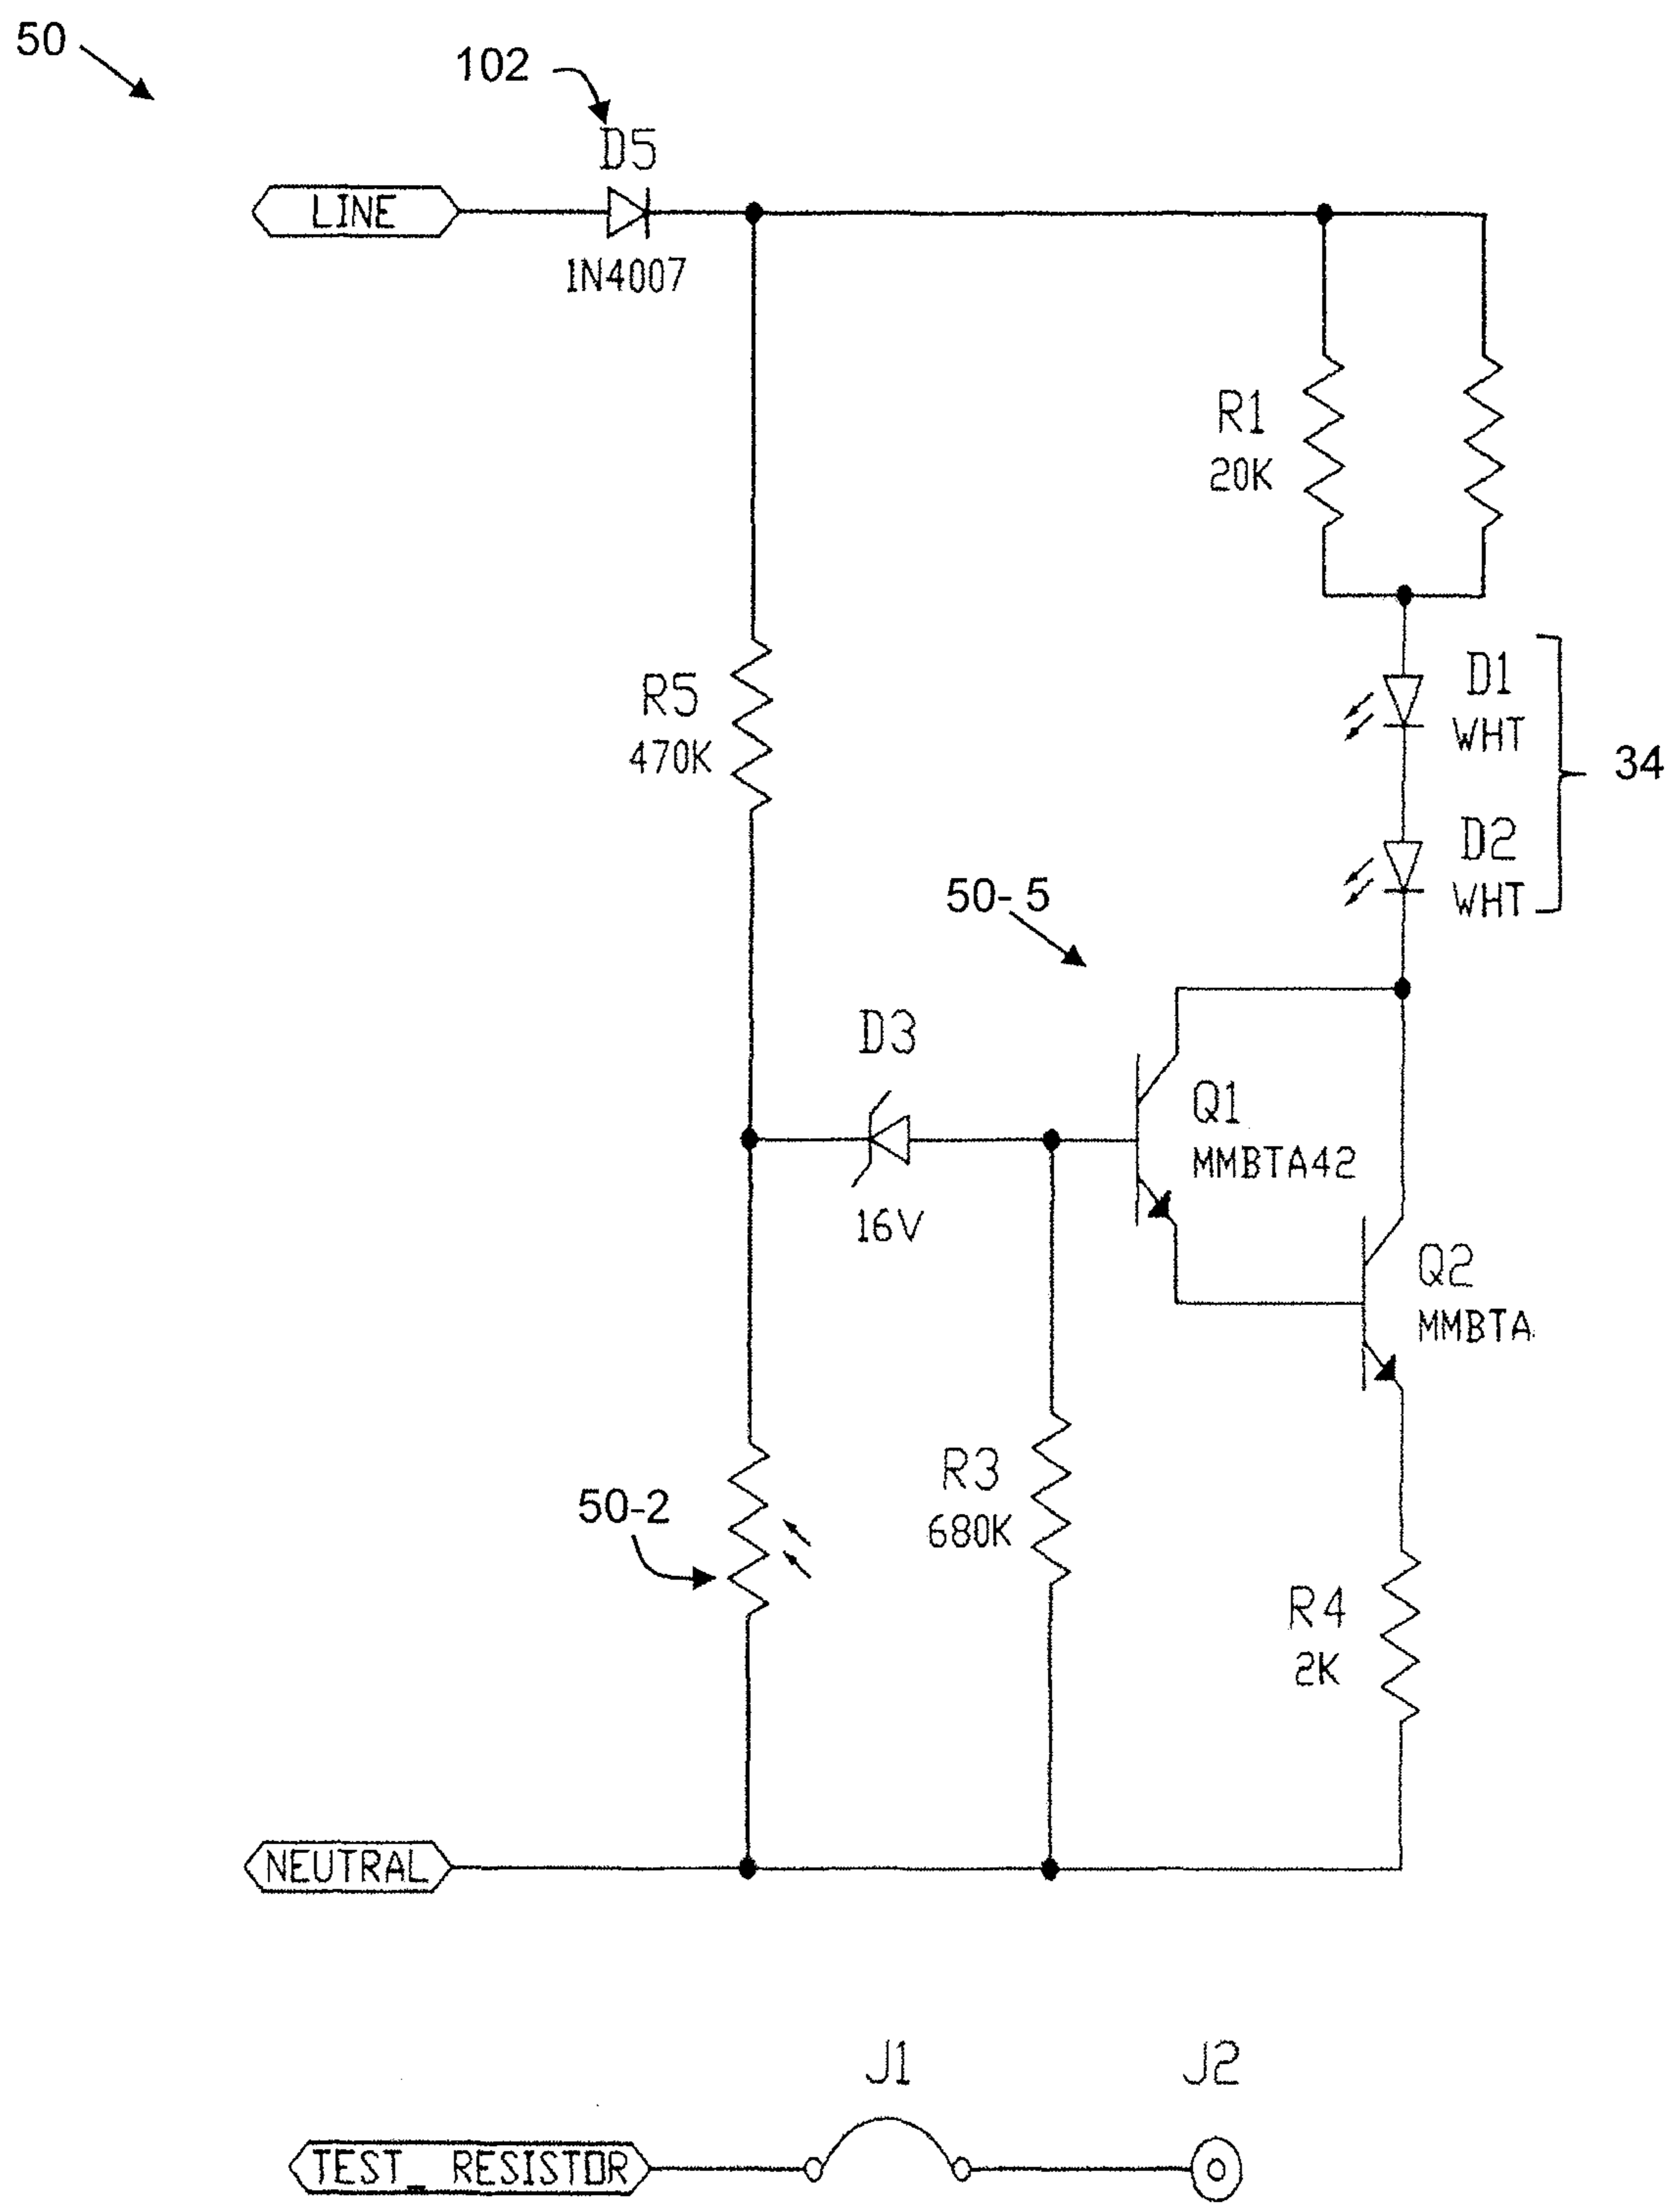 50
102
D5
LINE
1N4007
R1
20K
R5
470K
D1
WHT
34
D2
WHT
50- 5
D3
16V
Q1
MMBTA42
Q2
MMBTA
50-2
R3
680K
R4
2K
NEUTRAL
J1
J2
TEST_ RESISTOR